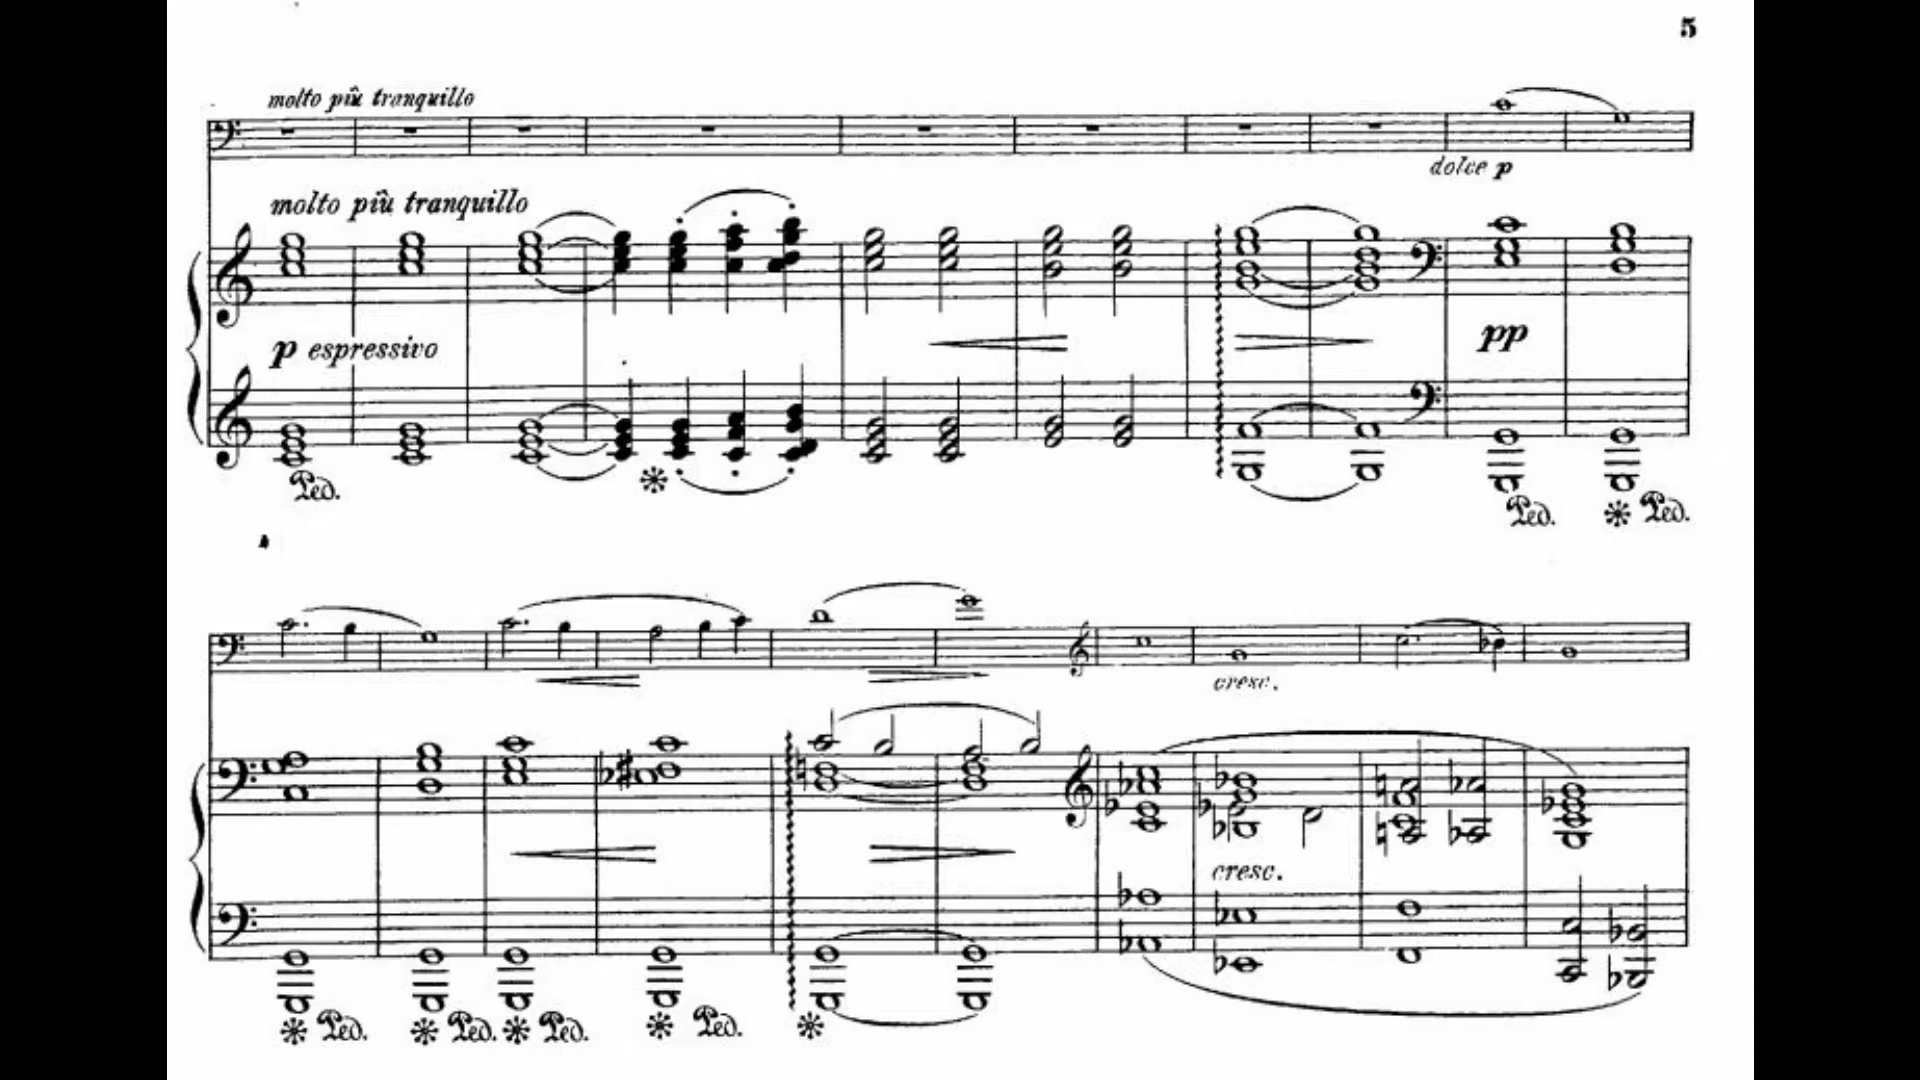 5
molto più tranquillo
dolce p
molto più tranquillo
p espressivo
pp
Ped.
Ped.
Ped.
cresc.
cresc.
Ped.
Ped.
Ped.
Ped.